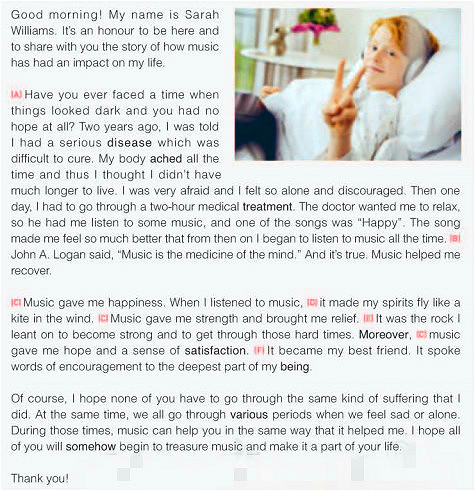 Good morning! My name is Sarah
Williams. It's an honour to be here and
to share with you the story of how music
has had an impact on my life.
[A] Have you ever faced a time when
things looked dark and you had no
hope at all? Two years ago, I was told
I had a serious disease which was
difficult to cure. My body ached all the
time and thus I thought I didn't have
much longer to live. I was very afraid and I felt so alone and discouraged. Then one
day, I had to go through a two-hour medical treatment. The doctor wanted me to relax,
so he had me listen to some music, and one of the songs was "Happy". The song
made me feel so much better that from then on I began to listen to music all the time. [B]
John A. Logan said, "Music is the medicine of the mind." And it's true. Music helped me
recover.
[C] Music gave me happiness. When I listened to music, [D] it made my spirits fly like a
kite in the wind. [C] Music gave me strength and brought me relief. [E] It was the rock I
leant on to become strong and to get through those hard times. Moreover, [C] music
gave me hope and a sense of satisfaction. [F] It became my best friend. It spoke
words of encouragement to the deepest part of my being.
Of course, I hope none of you have to go through the same kind of suffering that I
did. At the same time, we all go through various periods when we feel sad or alone.
During those times, music can help you in the same way that it helped me. I hope all
of you will somehow begin to treasure music and make it a part of your life.
Thank you!